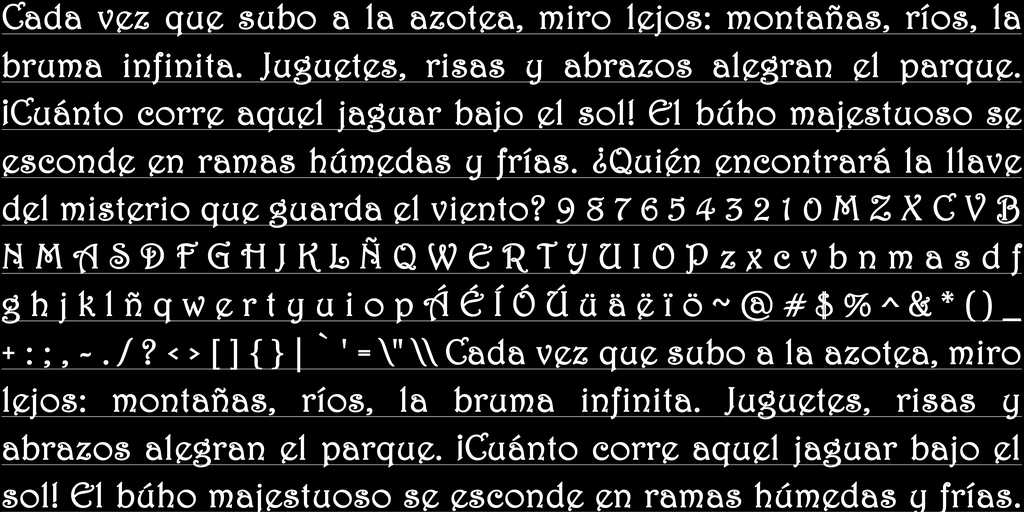 Cada vez que subo a la azotea, miro lejos: montañas, ríos, la
bruma infinita. Juguetes, risas y abrazos alegran el parque.
¡Cuánto corre aquel jaguar bajo el sol! El búho majestuoso se
esconde en ramas húmedas y frías. ¿Quién encontrará la llave
del misterio que guarda el viento? 9 8 7 6 5 4 3 2 1 0 M Z X C V B
N M A S D F G H J K L Ñ Q W E R T Y U I O P z x c v b n m a s d f
g h j k l ñ q w e r t y u i o p Á É Í Ó Ú ü ä ë ï ö ~ @ # $ % ^ & * ( ) _
+ : ; , - . / ? < > [ ] { } | ` ' = \" \\ Cada vez que subo a la azotea, miro
lejos: montañas, ríos, la bruma infinita. Juguetes, risas y
abrazos alegran el parque. ¡Cuánto corre aquel jaguar bajo el
sol! El búho majestuoso se esconde en ramas húmedas y frías.